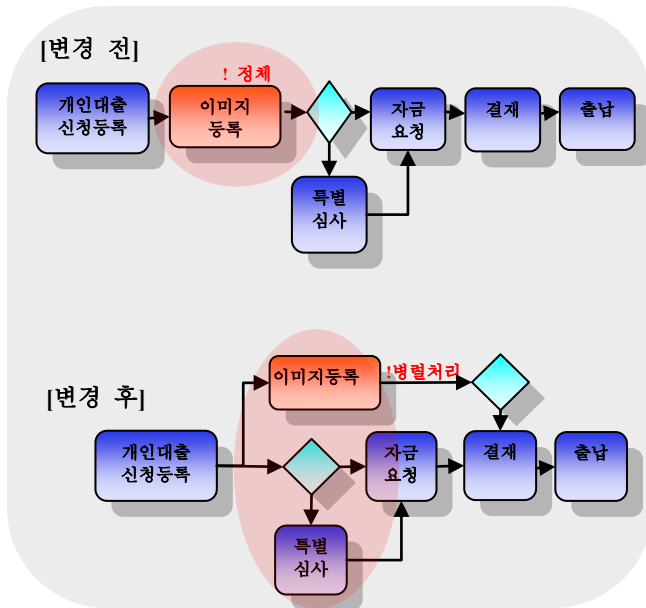 [변경 전]
! 정체
개인대출
신청등록
이미지
등록
자금
요청
결재
출납
특별
심사
[변경 후]
이미지등록
!병렬처리
개인대출
신청등록
자금
요청
결재
출납
특별
심사